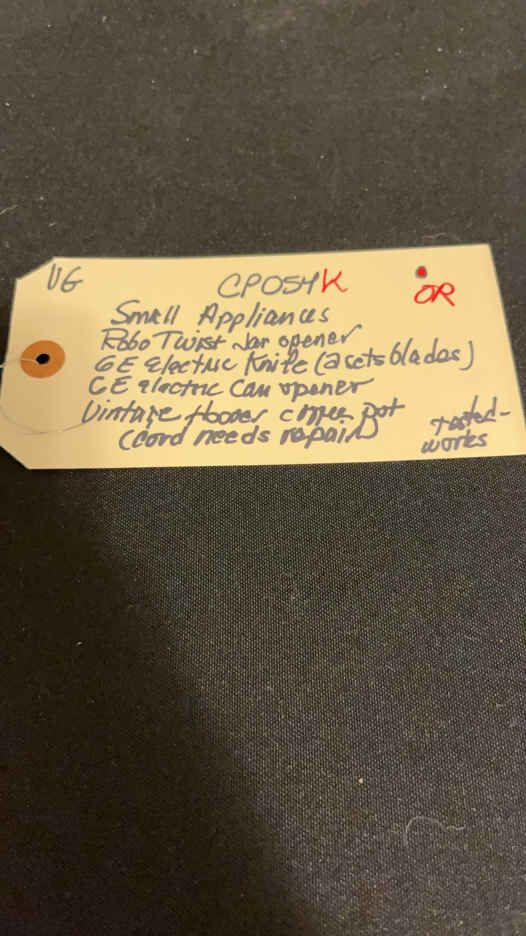 VG CP054K OR
Small Appliances
Robo Twist Jar opener
GE Electric Knife (2 sets blades)
GE electric Can opener
Vintage Hoover coffee pot
(cord needs repair)
tested-
works